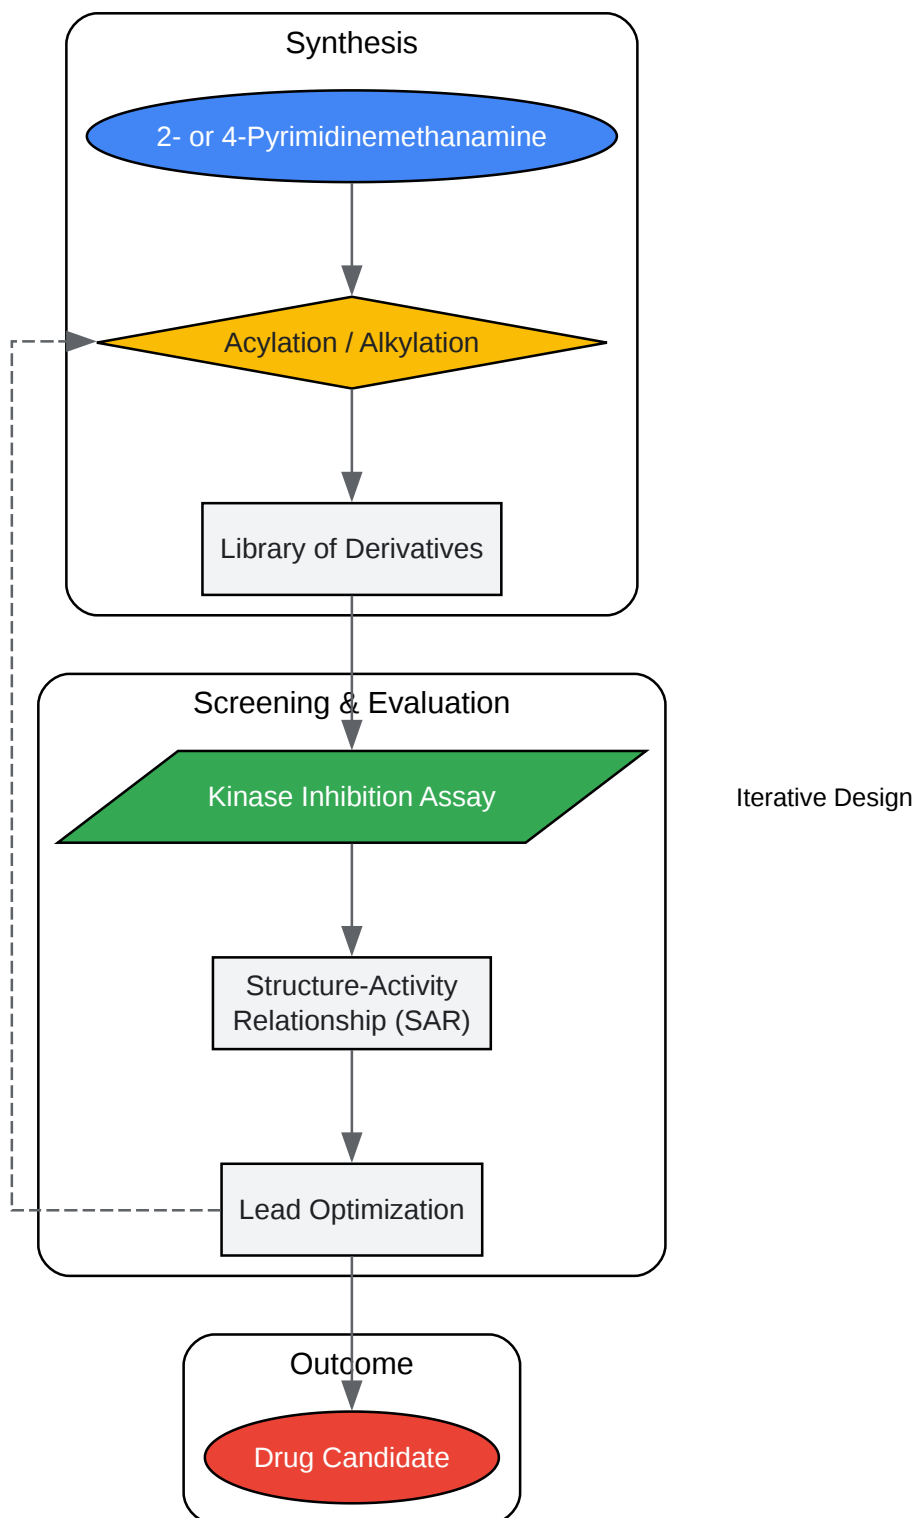 Synthesis
2- or 4-Pyrimidinemethanamine
Acylation / Alkylation
Library of Derivatives
Screening & Evaluation
Kinase Inhibition Assay
Iterative Design
Structure-Activity
Relationship (SAR)
Lead Optimization
Outcome
Drug Candidate